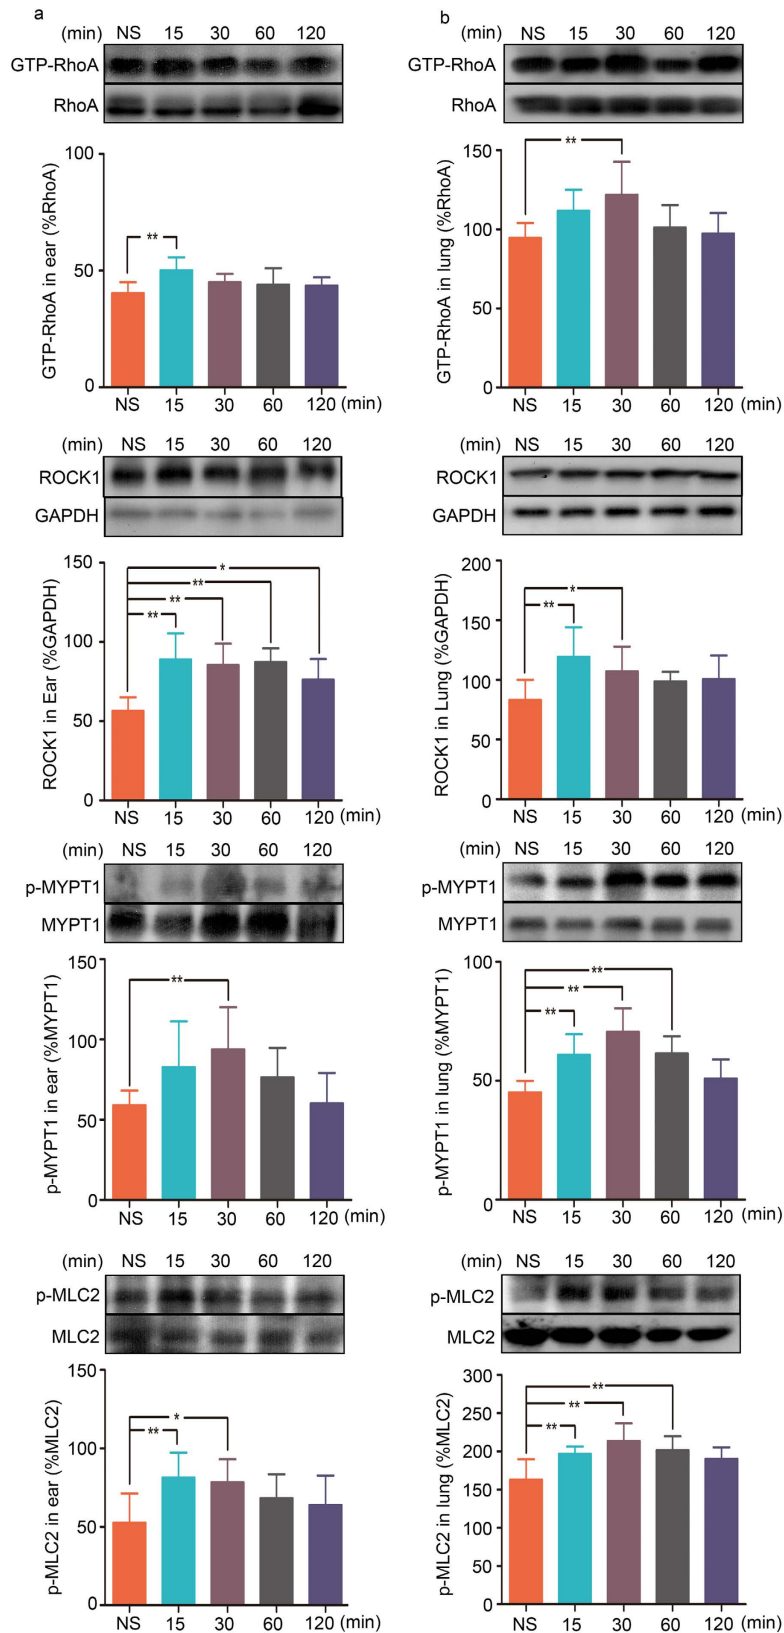 a
(min) NS 15 30 60 120
GTP-RhoA
RhoA
GTP-RhoA in ear (%RhoA)
100
50
0
**
NS 15 30 60 120 (min)
(min) NS 15 30 60 120
ROCK1
GAPDH
ROCK1 in Ear (%GAPDH)
150
100
50
0
*
**
**
**
NS 15 30 60 120 (min)
(min) NS 15 30 60 120
p-MYPT1
MYPT1
p-MYPT1 in ear (%MYPT1)
150
100
50
0
**
NS 15 30 60 120 (min)
(min) NS 15 30 60 120
p-MLC2
MLC2
p-MLC2 in ear (%MLC2)
150
100
50
0
*
**
NS 15 30 60 120 (min)
b
(min) NS 15 30 60 120
GTP-RhoA
RhoA
GTP-RhoA in lung (%RhoA)
150
100
50
0
**
NS 15 30 60 120 (min)
(min) NS 15 30 60 120
ROCK1
GAPDH
ROCK1 in Lung (%GAPDH)
200
150
100
50
0
*
**
NS 15 30 60 120 (min)
(min) NS 15 30 60 120
p-MYPT1
MYPT1
p-MYPT1 in lung (%MYPT1)
100
50
0
**
**
**
NS 15 30 60 120 (min)
(min) NS 15 30 60 120
p-MLC2
MLC2
p-MLC2 in lung (%MLC2)
300
250
200
150
100
50
0
**
**
**
NS 15 30 60 120 (min)